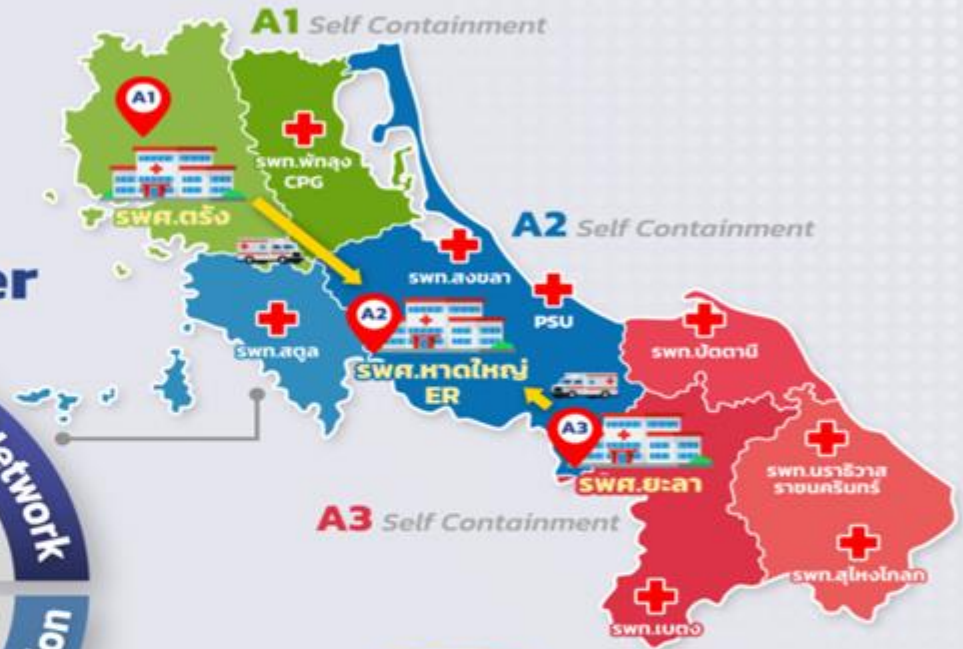 A1 Self Containment
A1
รพท.พัทลุง
CPG
รพศ.ตรัง
A2 Self Containment
er
รพท.สงขลา
A2
PSU
รพท.สตูล
รพท.ปัตตานี
รพศ.หาดใหญ่
ER
A3
รพท.นราธิวาส
ราชนครินทร์
รพศ.ยะลา
A3 Self Containment
etwork
รพท.สุไหงโกลก
รพท.เบตง
on